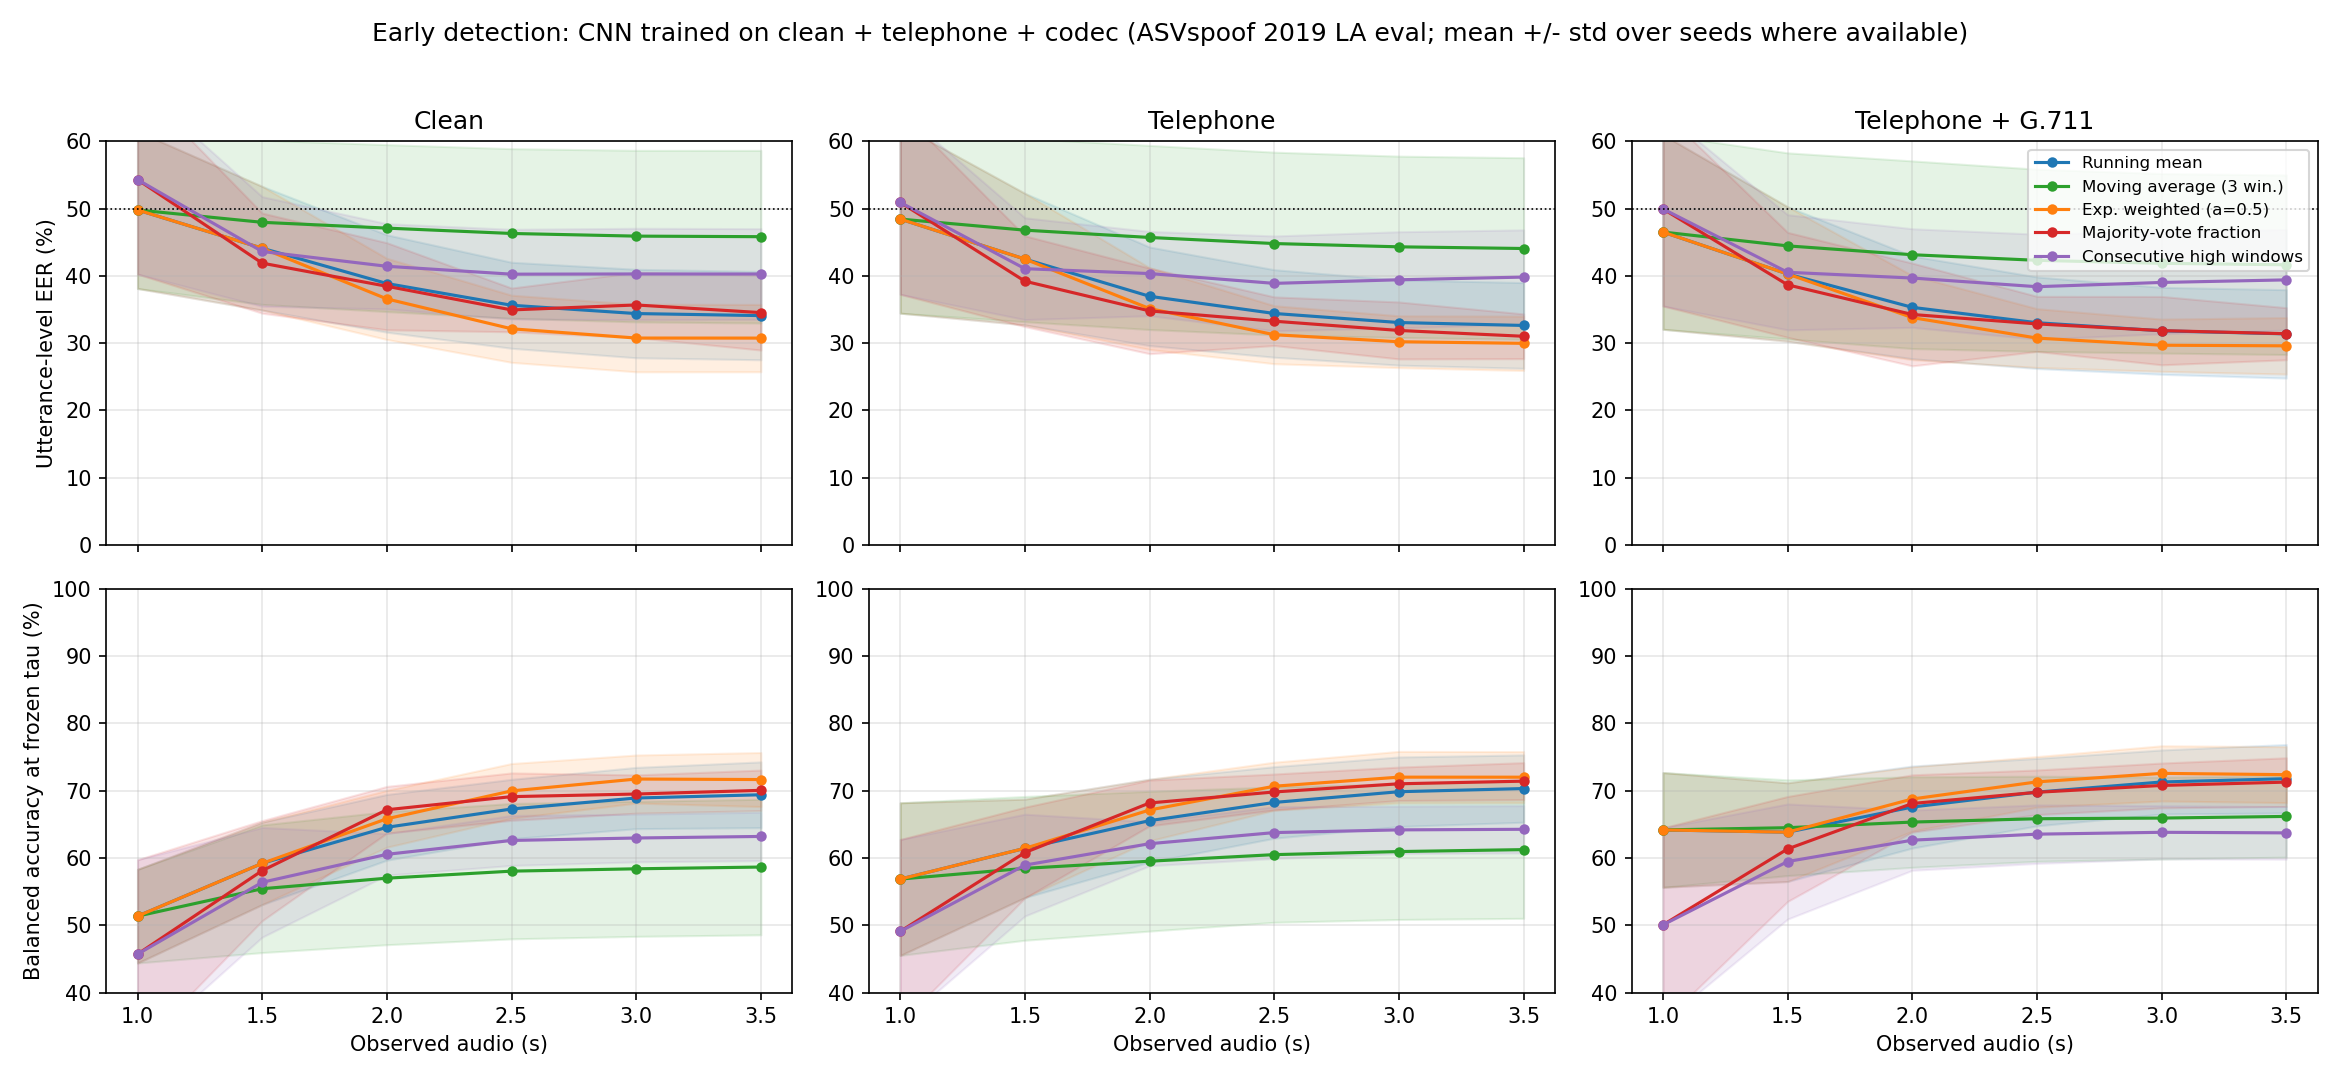 Early detection: CNN trained on clean + telephone + codec (ASVspoof 2019 LA eval; mean +/- std over seeds where available)
Clean
Telephone
Telephone + G.711
Utterance-level EER (%)
60
50
40
30
20
10
0
60
50
40
30
20
10
0
60
50
40
30
20
10
0
Running mean
Moving average (3 win.)
Exp. weighted (a=0.5)
Majority-vote fraction
Consecutive high windows
Balanced accuracy at frozen tau (%)
100
90
80
70
60
50
40
100
90
80
70
60
50
40
100
90
80
70
60
50
40
1.0 1.5 2.0 2.5 3.0 3.5
1.0 1.5 2.0 2.5 3.0 3.5
1.0 1.5 2.0 2.5 3.0 3.5
Observed audio (s)
Observed audio (s)
Observed audio (s)